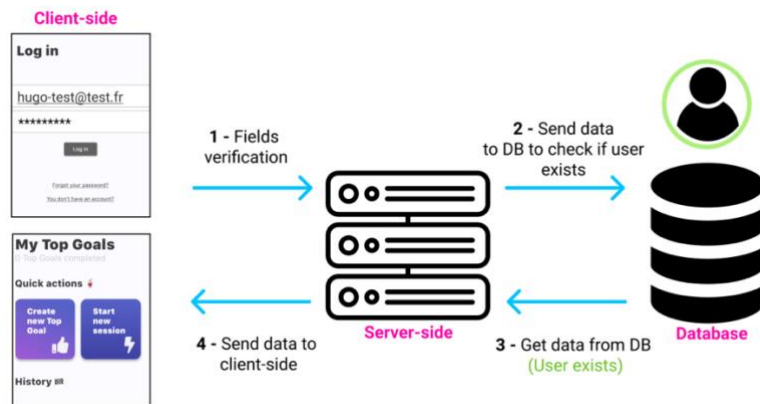 Client-side
Log in
hugo-test@test.fr
*********
Log in
Forgot your password?
You don't have an account?
1 - Fields
verification
2 - Send data
to DB to check if user
exists
My Top Goals
0 Top Goals completed
Quick actions
Create
new Top
Goal
Start
new
session
History
4 - Send data to
client-side
Server-side
3 - Get data from DB
(User exists)
Database